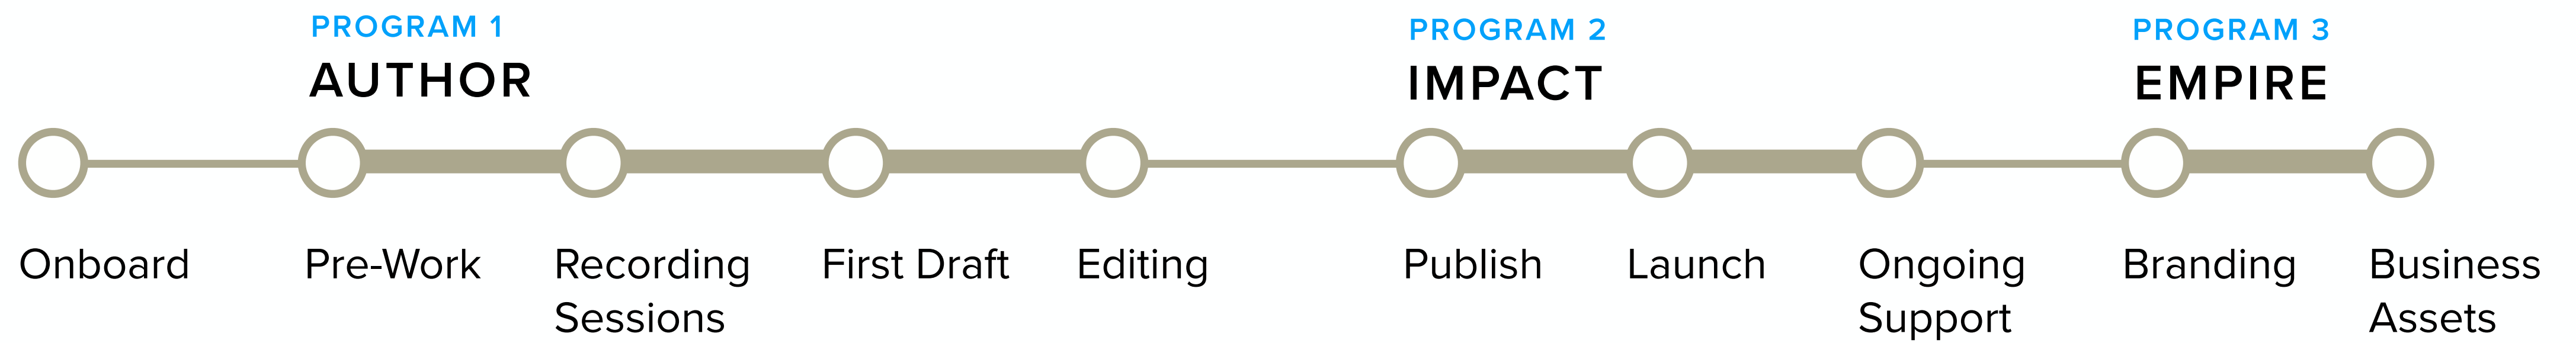 PROGRAM 1
AUTHOR
PROGRAM 2
IMPACT
PROGRAM 3
EMPIRE
Onboard
Pre-Work
Recording
Sessions
First Draft
Editing
Publish
Launch
Ongoing
Support
Branding
Business
Assets